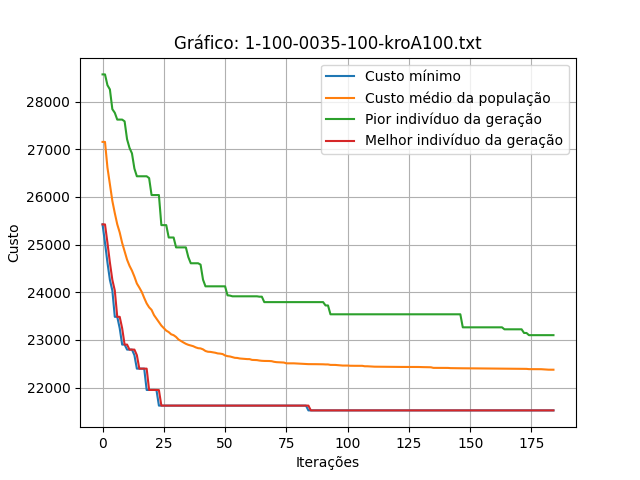 Gráfico: 1-100-0035-100-kroA100.txt
Custo mínimo
Custo médio da população
Pior indivíduo da geração
Melhor indivíduo da geração
Custo
28000
27000
26000
25000
24000
23000
22000
0 25 50 75 100 125 150 175
Iterações